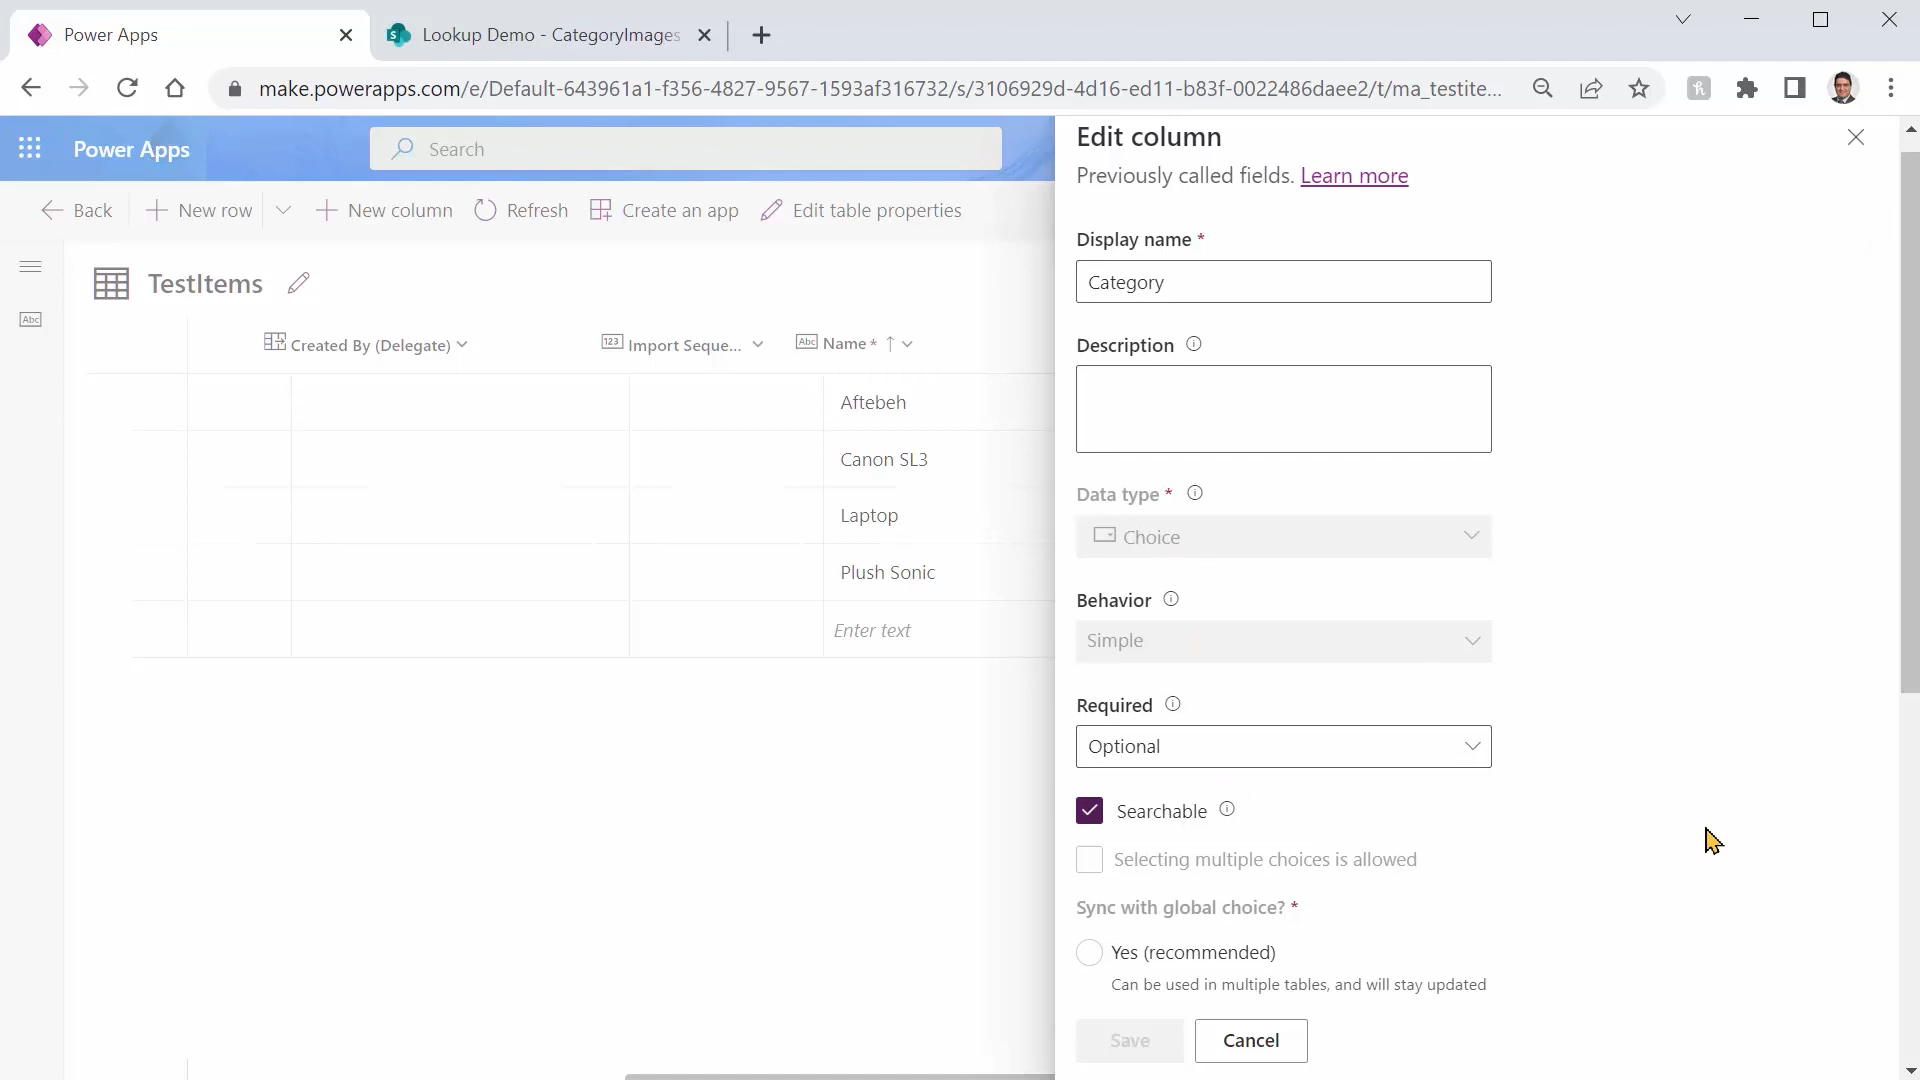 Power Apps
Lookup Demo - CategoryImages
make.powerapps.com/e/Default-643961a1-f356-4827-9567-1593af316732/s/3106929d-4d16-ed11-b83f-0022486daee2/t/ma_testite...
Power Apps
Search
Back
New row
New column
Refresh
Create an app
Edit table properties
Abc
TestItems
Created By (Delegate)
123 Import Seque...
Abc Name * ↑
Aftebeh
Canon SL3
Laptop
Plush Sonic
Enter text
Edit column
Previously called fields. Learn more
Display name *
Category
Description
Data type *
Choice
Behavior
Simple
Required
Optional
Searchable
Selecting multiple choices is allowed
Sync with global choice? *
Yes (recommended)
Can be used in multiple tables, and will stay updated
Save
Cancel